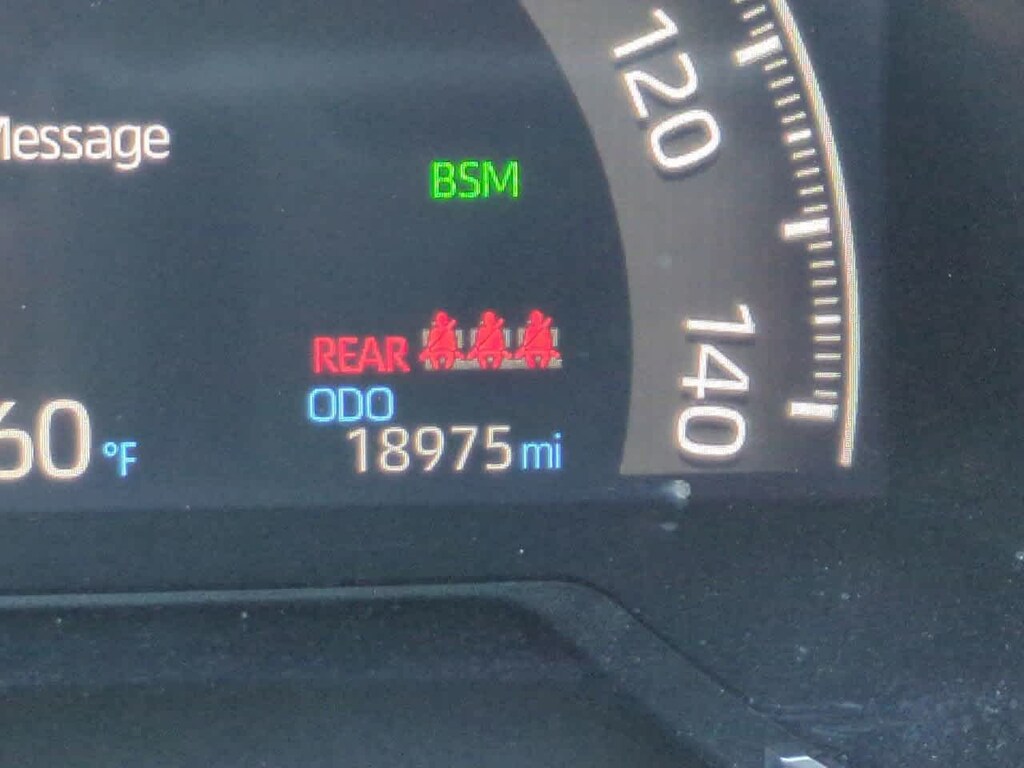 120
Message
BSM
140
REAR
ODO
60 °F
18975 mi